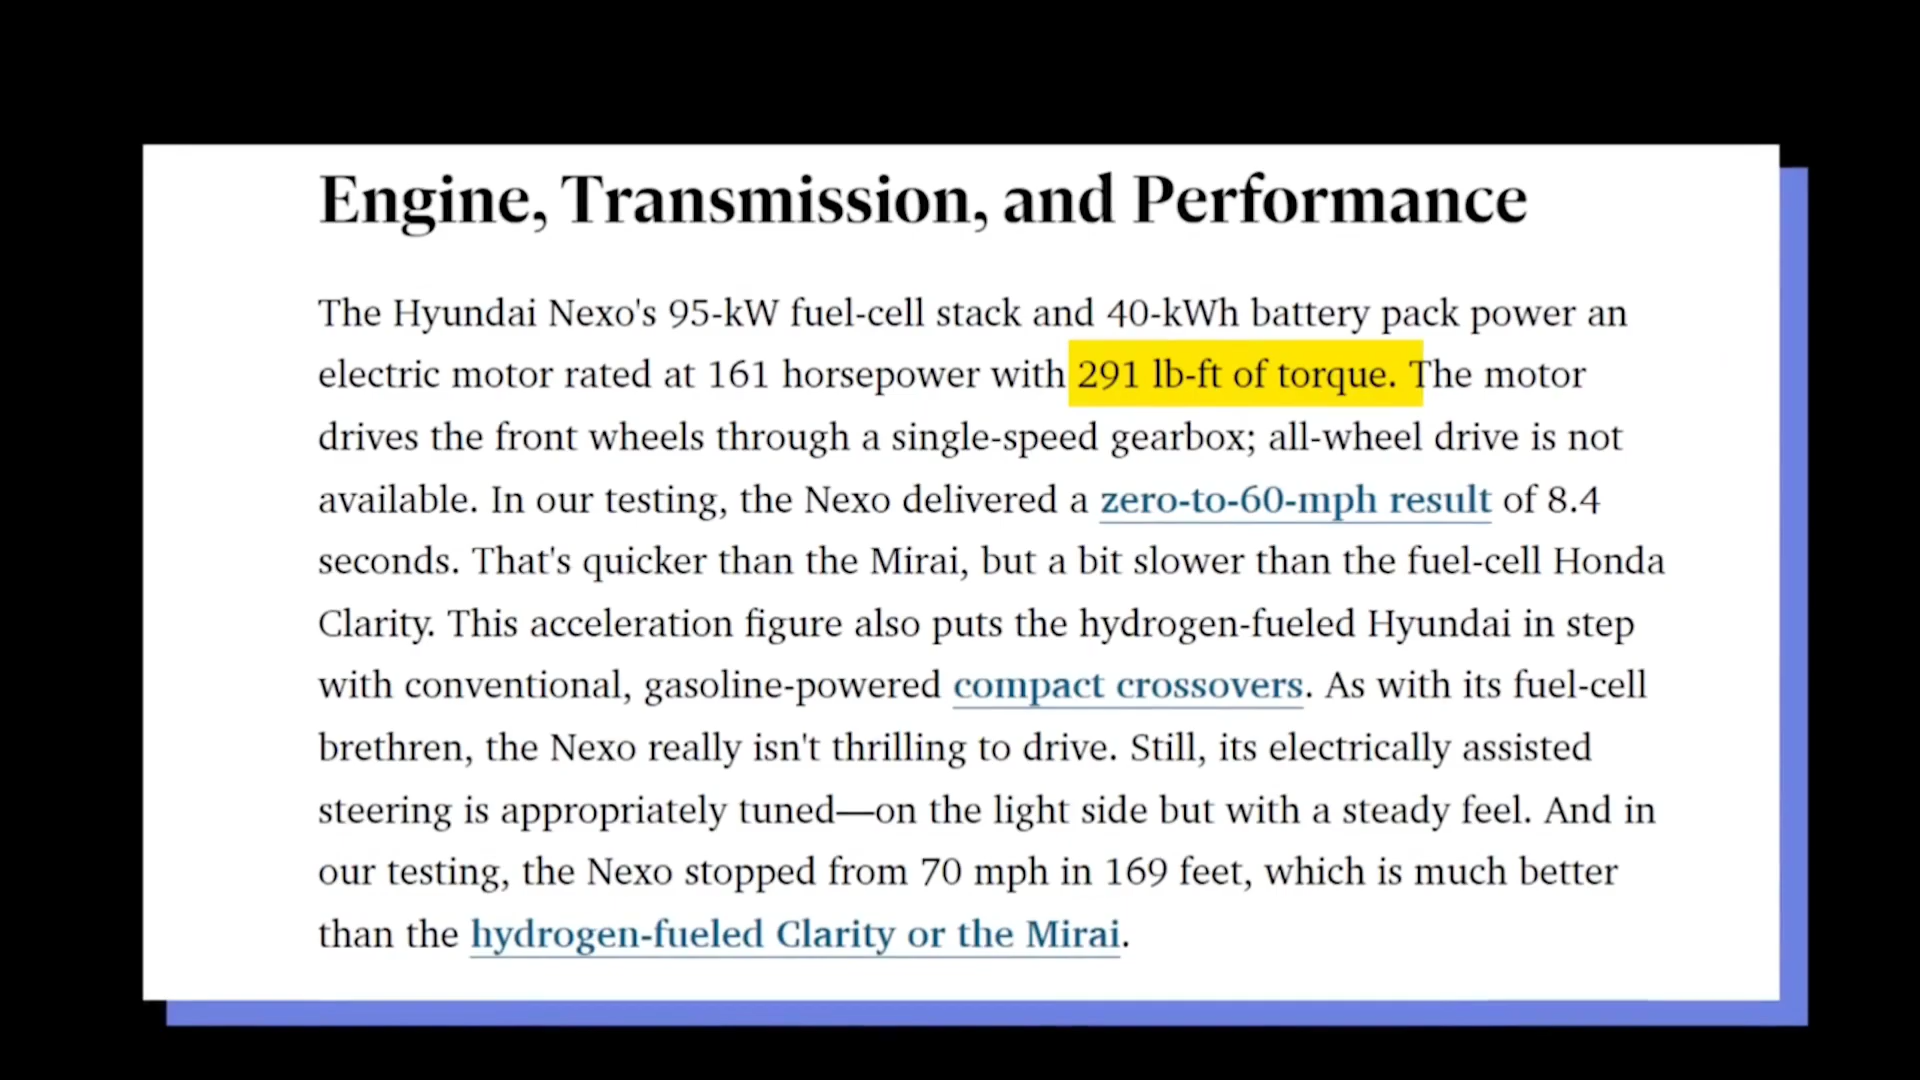 Engine, Transmission, and Performance
The Hyundai Nexo's 95-kW fuel-cell stack and 40-kWh battery pack power an
electric motor rated at 161 horsepower with 291 lb-ft of torque. The motor
drives the front wheels through a single-speed gearbox; all-wheel drive is not
available. In our testing, the Nexo delivered a zero-to-60-mph result of 8.4
seconds. That's quicker than the Mirai, but a bit slower than the fuel-cell Honda
Clarity. This acceleration figure also puts the hydrogen-fueled Hyundai in step
with conventional, gasoline-powered compact crossovers. As with its fuel-cell
brethren, the Nexo really isn't thrilling to drive. Still, its electrically assisted
steering is appropriately tuned—on the light side but with a steady feel. And in
our testing, the Nexo stopped from 70 mph in 169 feet, which is much better
than the hydrogen-fueled Clarity or the Mirai.